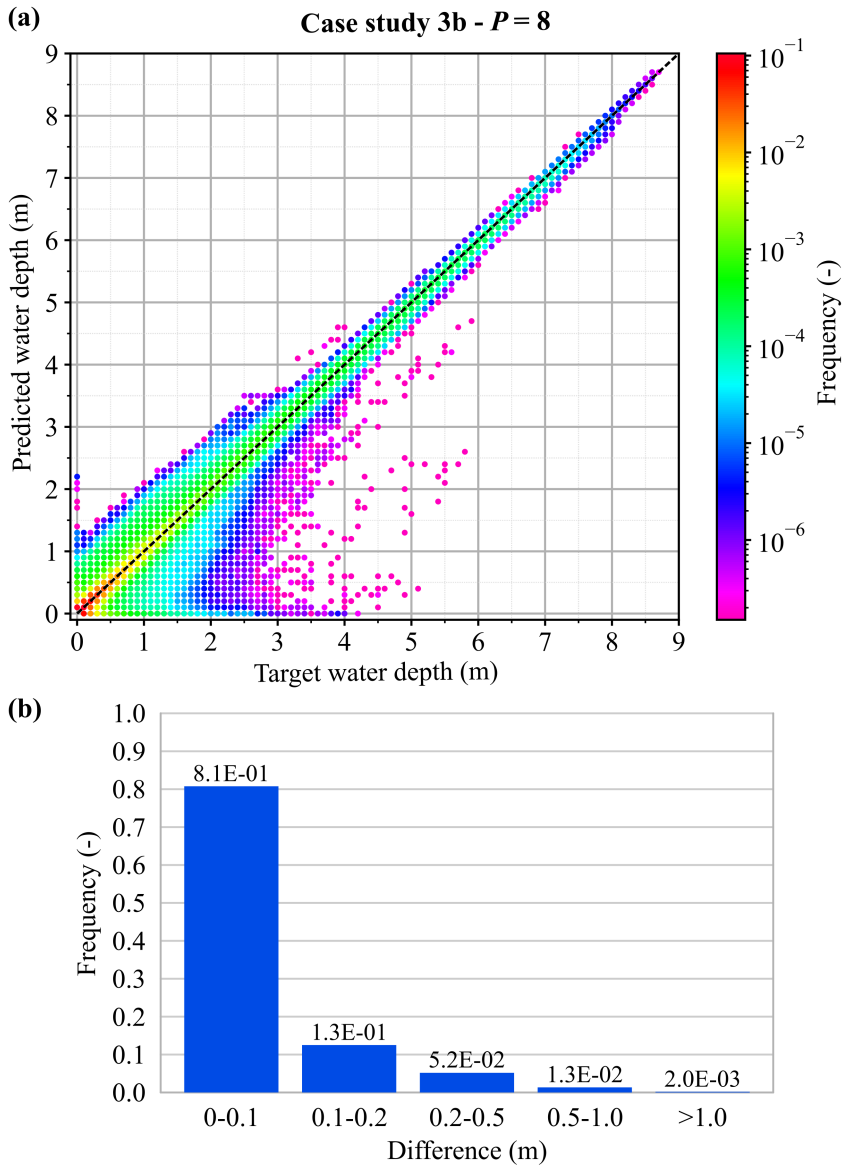 (a)
Case study 3b - P = 8
9
8
7
6
5
4
3
2
1
0
Predicted water depth (m)
0 1 2 3 4 5 6 7 8 9
Target water depth (m)
10⁻¹
10⁻²
10⁻³
10⁻⁴
10⁻⁵
10⁻⁶
Frequency (-)
(b)
1.0
0.9
0.8
0.7
0.6
0.5
0.4
0.3
0.2
0.1
0.0
Frequency (-)
8.1E-01
1.3E-01
5.2E-02
1.3E-02
2.0E-03
0-0.1 0.1-0.2 0.2-0.5 0.5-1.0 >1.0
Difference (m)